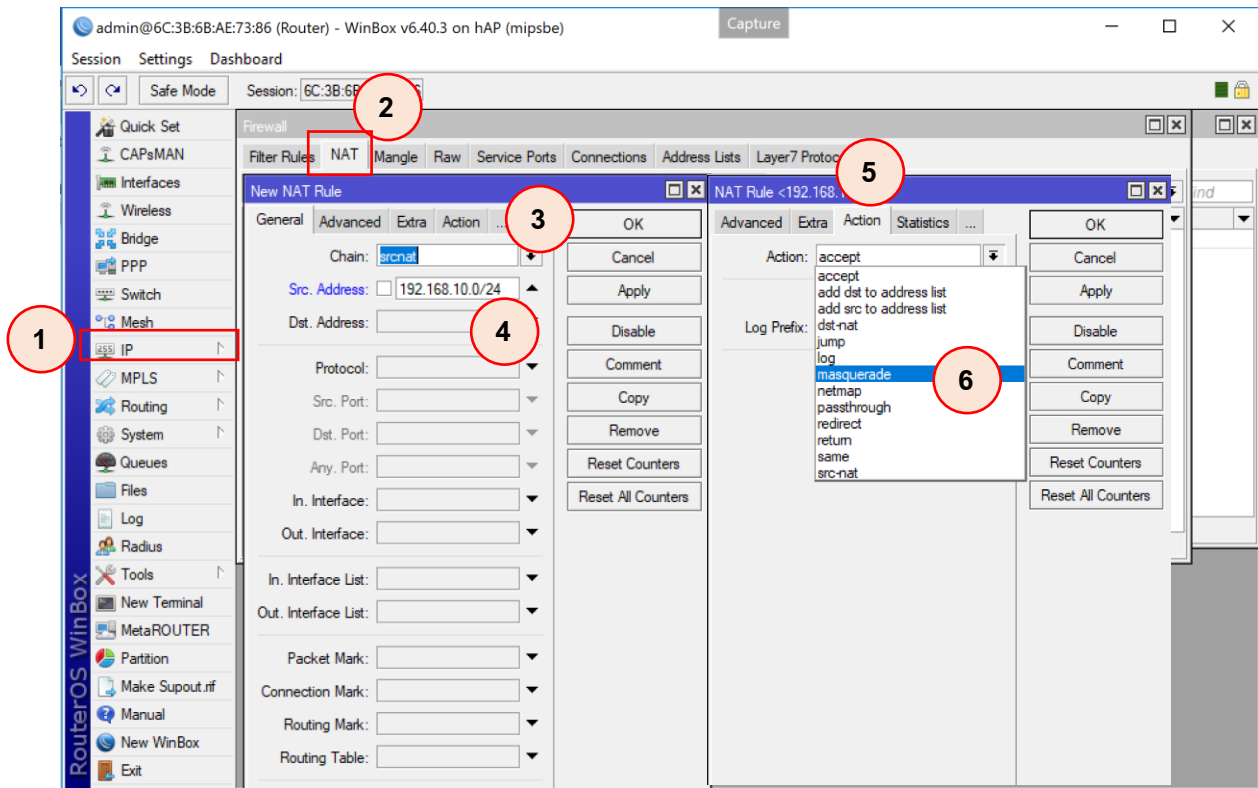 admin@6C:3B:6B:AE:73:86 (Router) - WinBox v6.40.3 on hAP (mipsbe)
Capture
Session Settings Dashboard
Safe Mode
Session: 6C:3B:6B
2
Quick Set
CAPsMAN
Interfaces
Wireless
Bridge
PPP
Switch
Mesh
1
IP
MPLS
Routing
System
Queues
Files
Log
Radius
Tools
New Terminal
MetaROUTER
Partition
Make Supout.rif
Manual
New WinBox
Exit
RouterOS WinBox
Firewall
Filter Rules NAT Mangle Raw Service Ports Connections Address Lists Layer7
5
Find
New NAT Rule
General Advanced Extra Action ...
3
Chain: srcnat
Src. Address: 192.168.10.0/24
Dst. Address:
4
Protocol:
Src. Port:
Dst. Port:
Any. Port:
In. Interface:
Out. Interface:
In. Interface List:
Out. Interface List:
Packet Mark:
Connection Mark:
Routing Mark:
Routing Table:
OK
Cancel
Apply
Disable
Comment
Copy
Remove
Reset Counters
Reset All Counters
NAT Rule <192.168.
Advanced Extra Action Statistics ...
Action: accept
accept
add dst to address list
add src to address list
Log Prefix:
dst-nat
jump
log
masquerade
6
netmap
passthrough
redirect
return
same
src-nat
OK
Cancel
Apply
Disable
Comment
Copy
Remove
Reset Counters
Reset All Counters